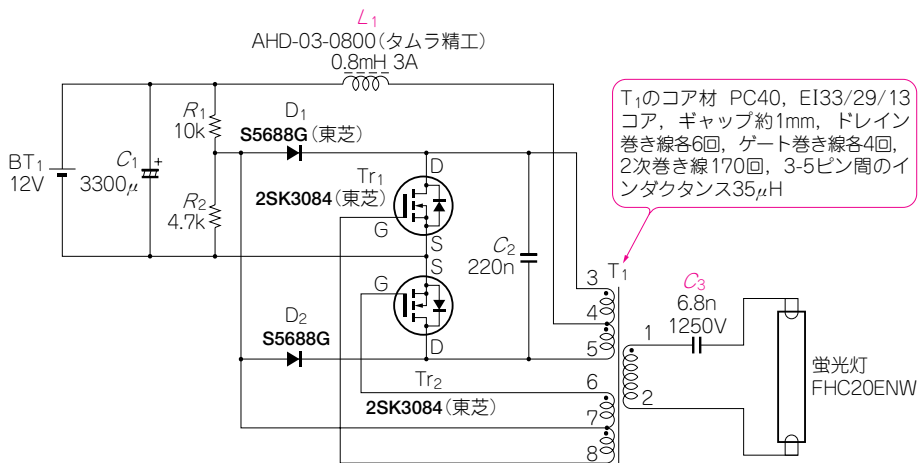 L1
AHD-03-0800(タムラ精工)
0.8mH 3A
R1
10k
D1
S5688G(東芝)
T1のコア材 PC40，EI33/29/13
コア，ギャップ約1mm，ドレイン
巻き線各6回，ゲート巻き線各4回，
2次巻き線170回，3-5ピン間のイ
ンダクタンス35μH
BT1
12V
C1
3300μ
+
Tr1
2SK3084(東芝)
D
G
S
R2
4.7k
C2
220n
S
G
D
D2
S5688G
Tr2
2SK3084(東芝)
T1
3
4
5
6
7
8
1
2
C3
6.8n
1250V
蛍光灯
FHC20ENW